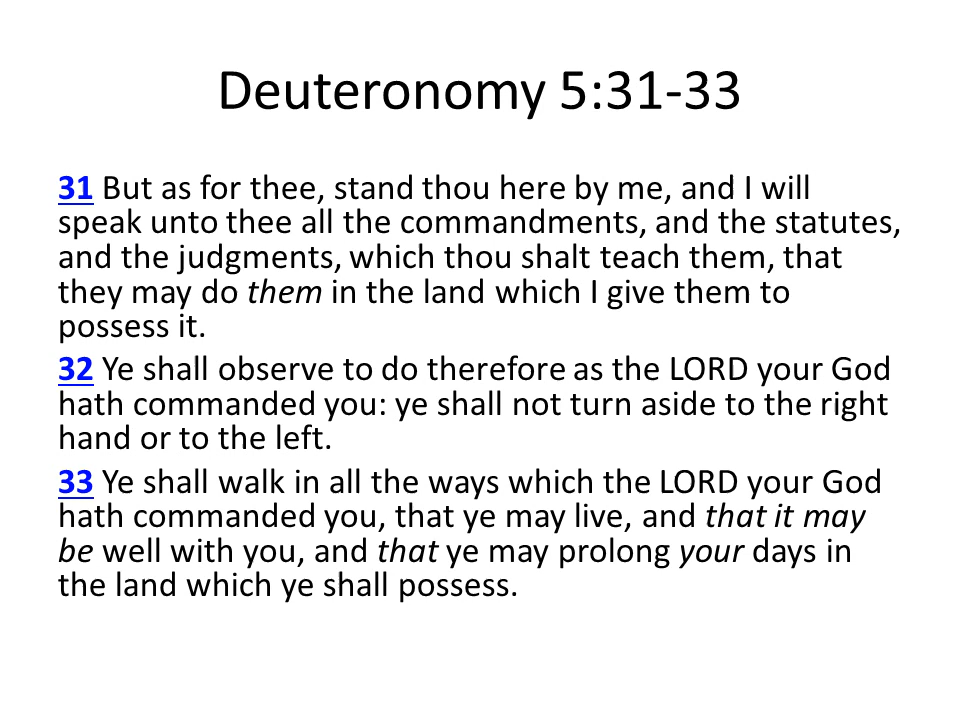 Deuteronomy 5:31-33
31 But as for thee, stand thou here by me, and I will
speak unto thee all the commandments, and the statutes,
and the judgments, which thou shalt teach them, that
they may do them in the land which I give them to
possess it.
32 Ye shall observe to do therefore as the LORD your God
hath commanded you: ye shall not turn aside to the right
hand or to the left.
33 Ye shall walk in all the ways which the LORD your God
hath commanded you, that ye may live, and that it may
be well with you, and that ye may prolong your days in
the land which ye shall possess.